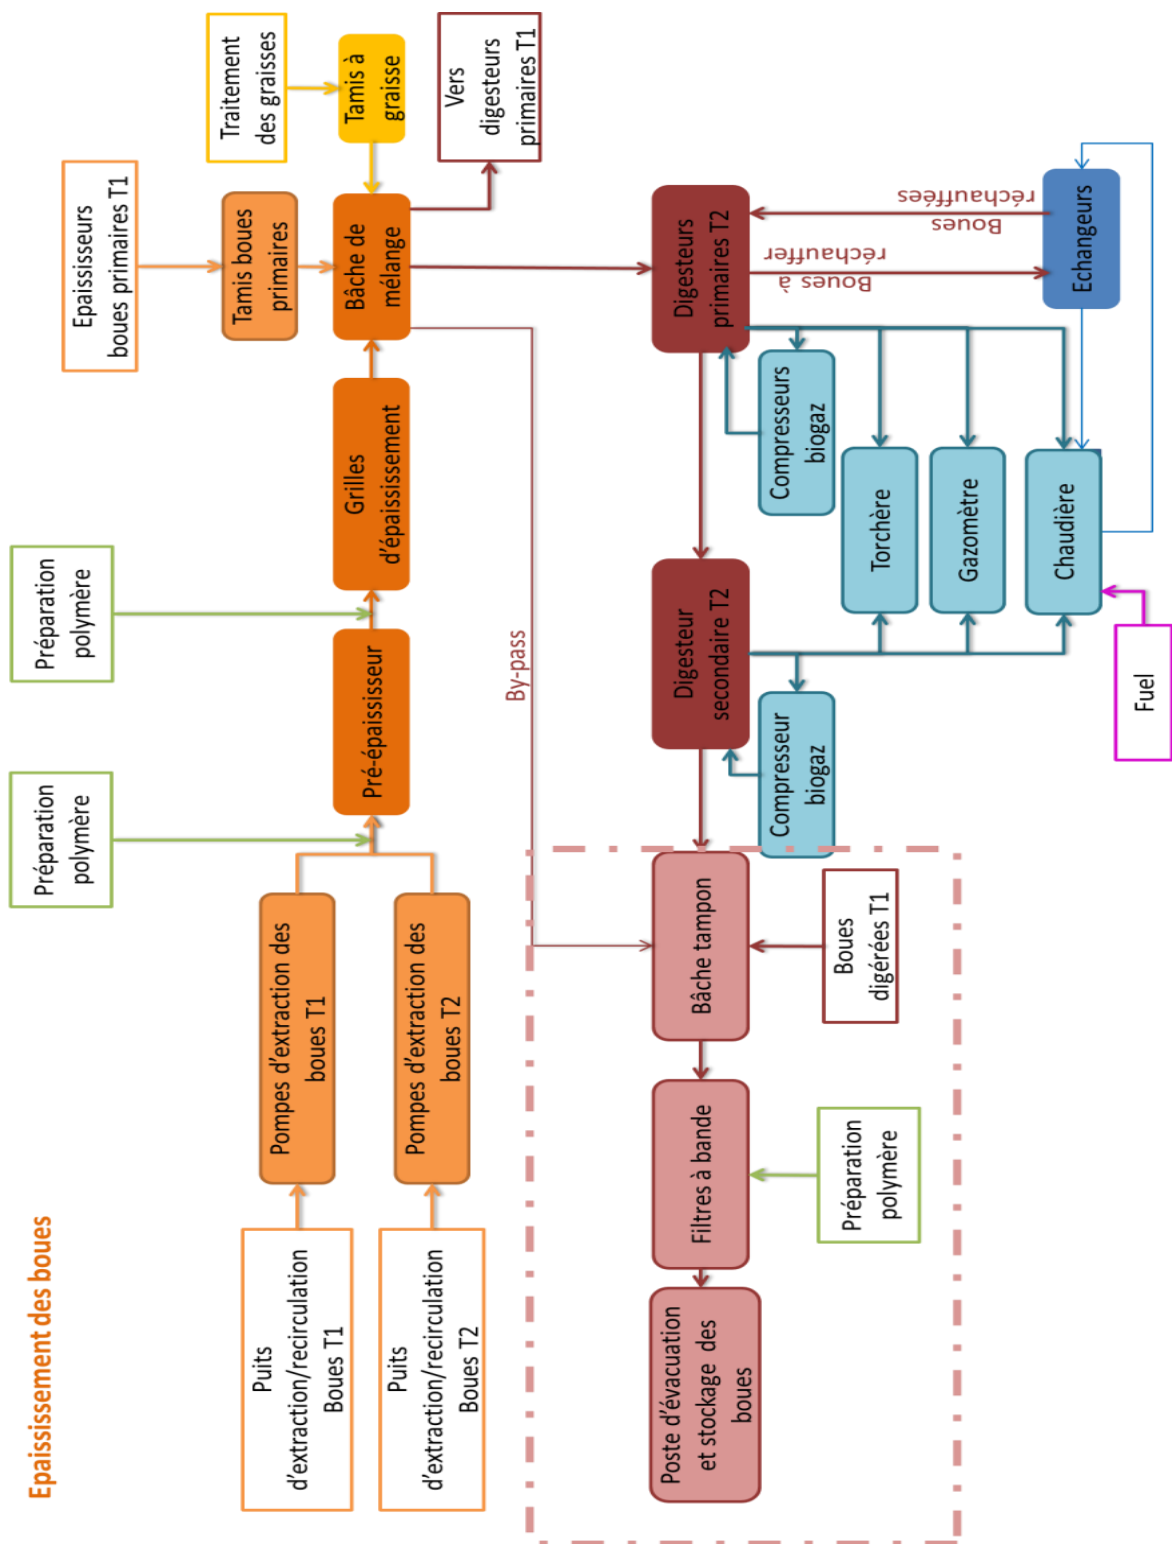 Epaississement des boues
Puits
d'extraction/recirculation
Boues T1
Puits
d'extraction/recirculation
Boues T2
Pompes d'extraction des
boues T1
Pompes d'extraction des
boues T2
Préparation
polymère
Pré-épaississeur
Préparation
polymère
Grilles
d'épaississement
Epaississeurs
boues primaires T1
Tamis boues
primaires
Bâche de
mélange
Traitement
des graisses
Tamis à
graisse
Vers
digesteurs
primaires T1
By-pass
Digesteurs
primaires T2
Boues à
réchauffer
Boues
réchauffées
Echangeurs
Compresseurs
biogaz
Torchère
Gazomètre
Chaudière
Fuel
Digesteur
secondaire T2
Compresseur
biogaz
Bâche tampon
Boues
digérées T1
Filtres à bande
Préparation
polymère
Poste d'évacuation
et stockage des
boues